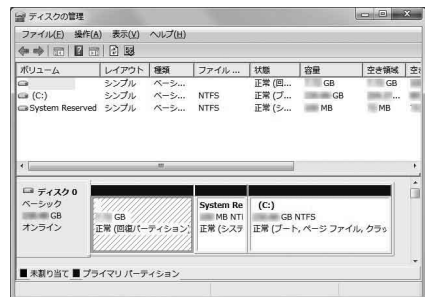 ディスクの管理
ファイル(F) 操作(A) 表示(V) ヘルプ(H)
ボリューム レイアウト 種類 ファイル ... 状態 容量 空き領域 空き
シンプル ベーシ... 正常 (回... GB GB
(C:) シンプル ベーシ... NTFS 正常 (ブ... GB ...
System Reserved シンプル ベーシ... NTFS 正常 (シ... MB MB
ディスク 0
ベーシック
GB
オンライン
GB
正常 (回復パーティション)
System Re
MB NTI
正常 (システ
(C:)
GB NTFS
正常 (ブート, ページ ファイル, クラッ
未割り当て プライマリ パーティション